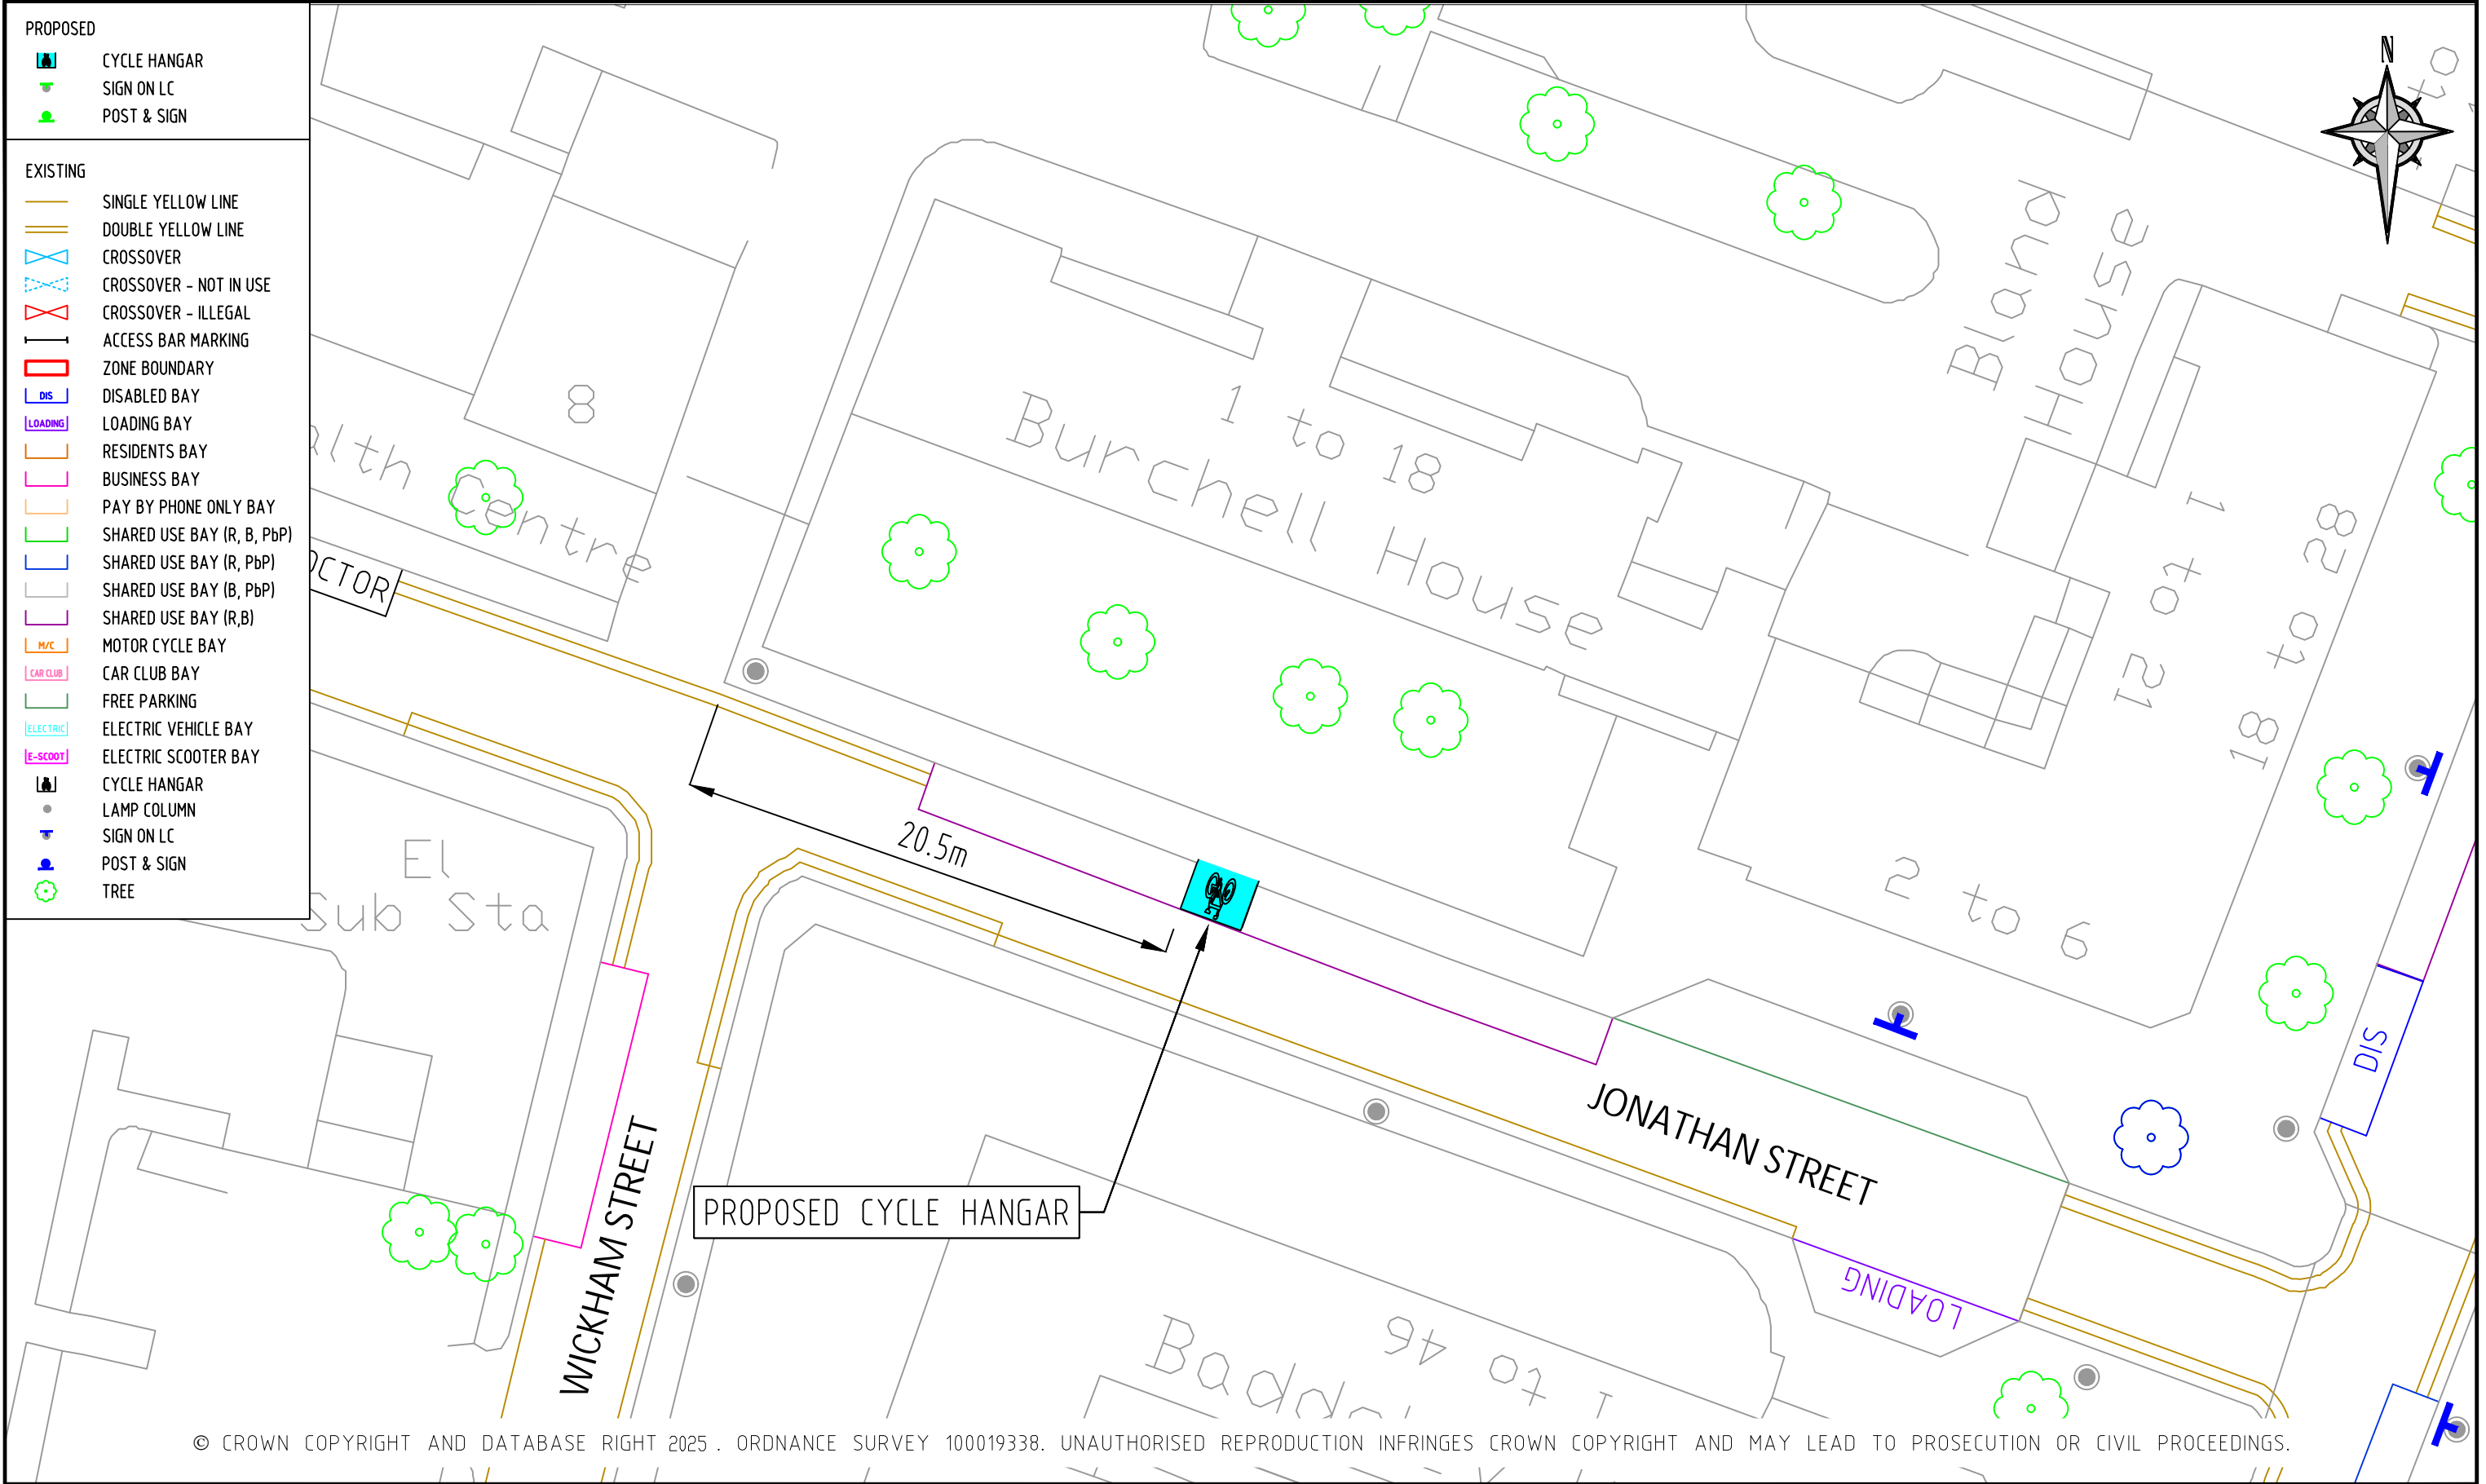 PROPOSED
CYCLE HANGAR
SIGN ON LC
POST & SIGN
EXISTING
SINGLE YELLOW LINE
DOUBLE YELLOW LINE
CROSSOVER
CROSSOVER - NOT IN USE
CROSSOVER - ILLEGAL
ACCESS BAR MARKING
ZONE BOUNDARY
DIS DISABLED BAY
LOADING LOADING BAY
RESIDENTS BAY
BUSINESS BAY
PAY BY PHONE ONLY BAY
SHARED USE BAY (R, B, PbP)
SHARED USE BAY (R, PbP)
SHARED USE BAY (B, PbP)
SHARED USE BAY (R,B)
M/C MOTOR CYCLE BAY
CAR CLUB CAR CLUB BAY
FREE PARKING
ELECTRIC ELECTRIC VEHICLE BAY
E-SCOOT ELECTRIC SCOOTER BAY
CYCLE HANGAR
LAMP COLUMN
SIGN ON LC
POST & SIGN
TREE
N
8
alth
Centre
OCTOR
1 to 18
Burchell House
Bland
House
12 at 1
18 to 28
2 to 6
El
Sub Sta
20.5m
DIS
JONATHAN STREET
PROPOSED CYCLE HANGAR
WICKHAM STREET
LOADING
1 to 46
© CROWN COPYRIGHT AND DATABASE RIGHT 2025. ORDNANCE SURVEY 100019338. UNAUTHORISED REPRODUCTION INFRINGES CROWN COPYRIGHT AND MAY LEAD TO PROSECUTION OR CIVIL PROCEEDINGS.